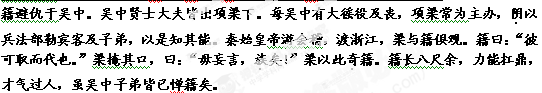 籍避仇于吴中。吴中贤士大夫皆出项梁下。每吴中有大徭役及丧，项梁常为主办，阴以
兵法部勒宾客及子弟，以是知其能。秦始皇帝游会稽，渡浙江，梁与籍俱观。籍曰：“彼
可取而代也。”梁掩其口，曰：“毋妄言，族矣！”梁以此奇籍。籍长八尺余，力能扛鼎，
才气过人，虽吴中子弟皆已惮籍矣。